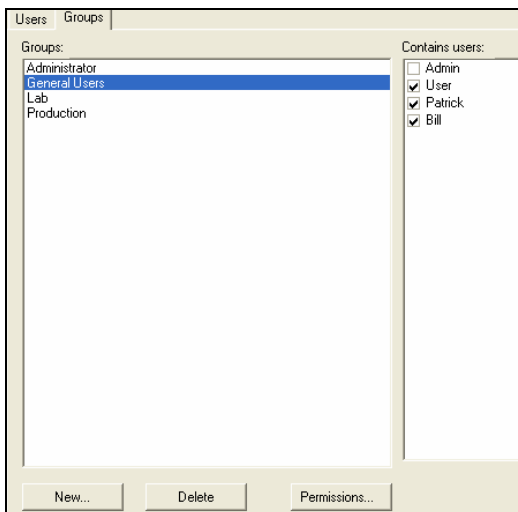 Users Groups
Groups:
Administrator
General Users
Lab
Production
Contains users:
Admin
User
Patrick
Bill
New... Delete Permissions...